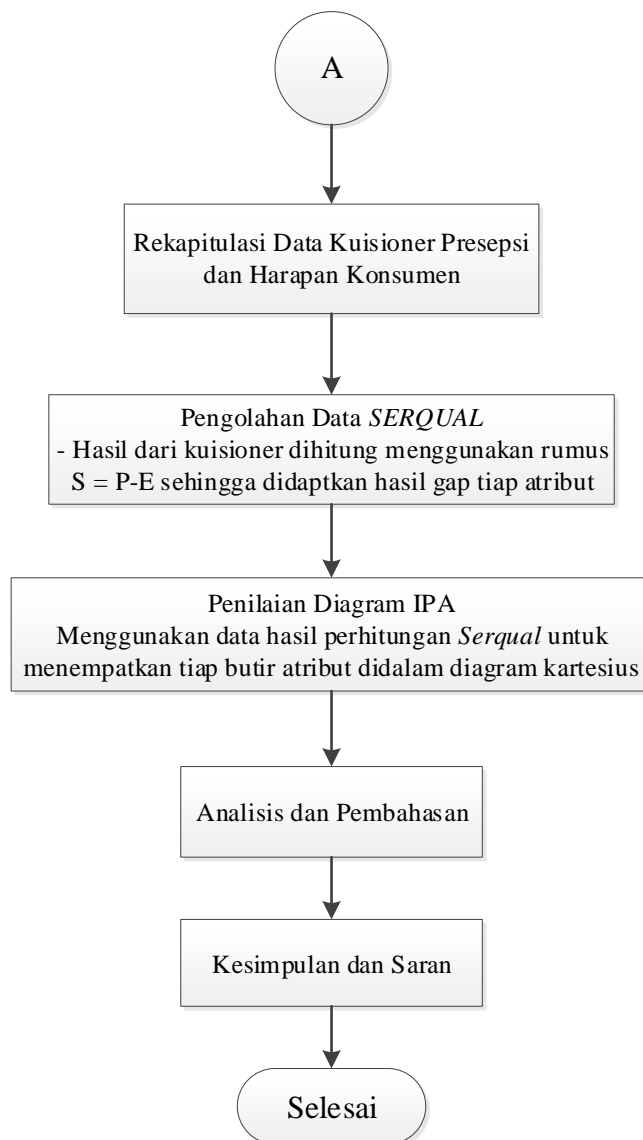 A
Rekapitulasi Data Kuisioner Presepsi
dan Harapan Konsumen
Pengolahan Data SERQUAL
- Hasil dari kuisioner dihitung menggunakan rumus
S = P-E sehingga didaptkan hasil gap tiap atribut
Penilaian Diagram IPA
Menggunakan data hasil perhitungan Serqual untuk
menempatkan tiap butir atribut didalam diagram kartesius
Analisis dan Pembahasan
Kesimpulan dan Saran
Selesai